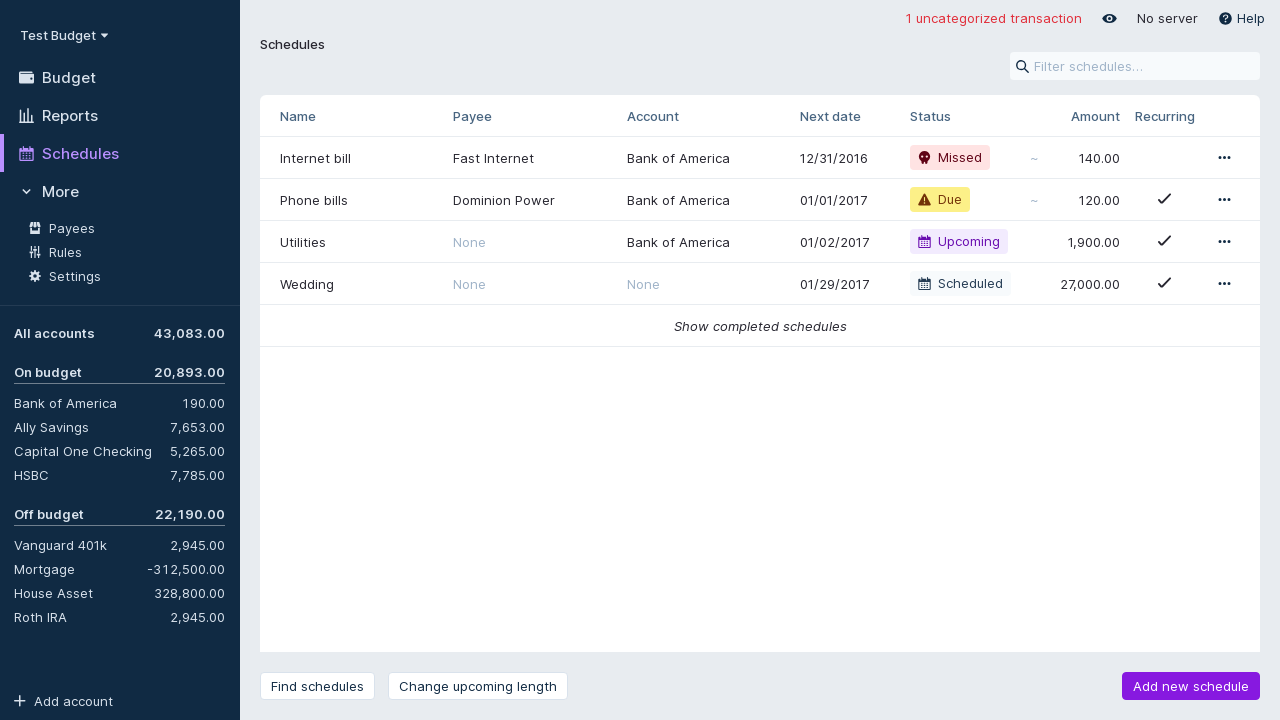 Test Budget
Budget
Reports
Schedules
More
Payees
Rules
Settings
All accounts 43,083.00
On budget 20,893.00
Bank of America 190.00
Ally Savings 7,653.00
Capital One Checking 5,265.00
HSBC 7,785.00
Off budget 22,190.00
Vanguard 401k 2,945.00
Mortgage -312,500.00
House Asset 328,800.00
Roth IRA 2,945.00
Add account
1 uncategorized transaction No server Help
Schedules
Filter schedules…
Name Payee Account Next date Status Amount Recurring
Internet bill Fast Internet Bank of America 12/31/2016 Missed ~ 140.00
Phone bills Dominion Power Bank of America 01/01/2017 Due ~ 120.00
Utilities None Bank of America 01/02/2017 Upcoming 1,900.00
Wedding None None 01/29/2017 Scheduled 27,000.00
Show completed schedules
Find schedules Change upcoming length Add new schedule